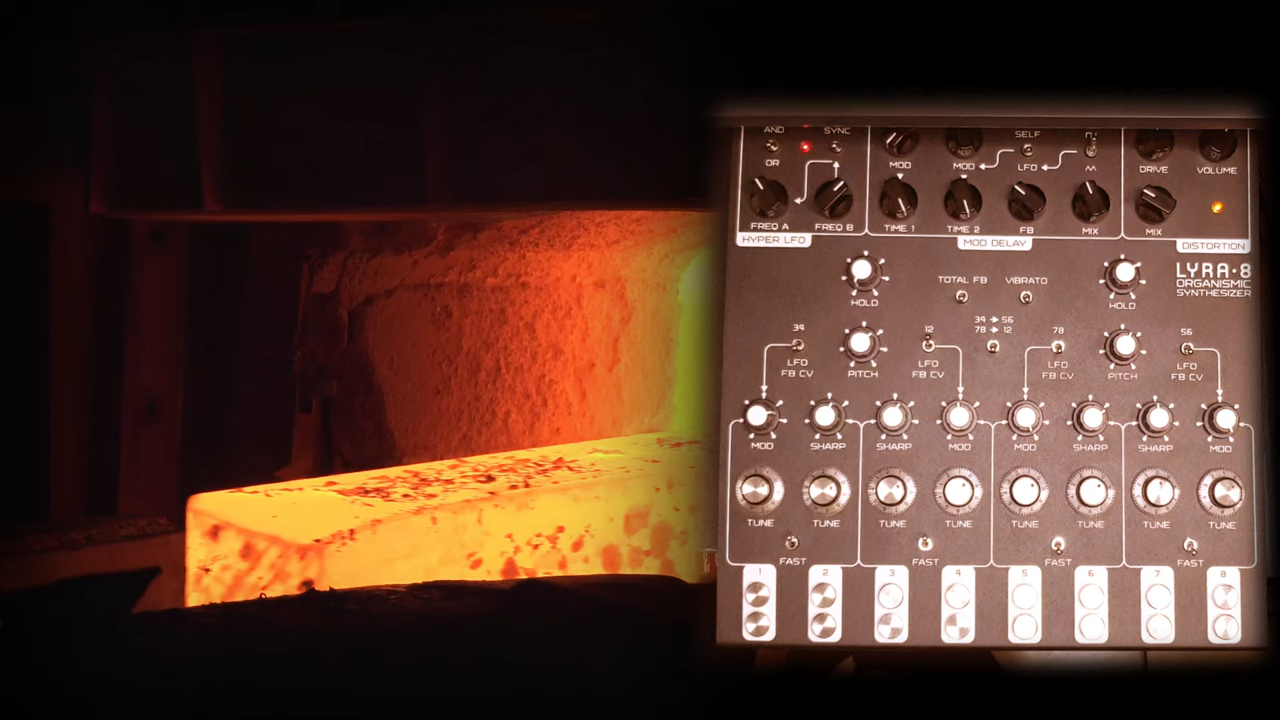 AND
SYNC
SELF
OR
MOD
MOD
LFO
DRIVE
VOLUME
FREQ A
FREQ B
TIME 1
TIME 2
FB
MIX
MIX
HYPER LFO
MOD DELAY
DISTORTION
LYRA-8
ORGANISMIC
SYNTHESIZER
HOLD
TOTAL FB
VIBRATO
HOLD
34 → 56
78 → 12
34
12
78
56
LFO
FB CV
PITCH
LFO
FB CV
LFO
FB CV
PITCH
LFO
FB CV
MOD
SHARP
SHARP
MOD
MOD
SHARP
SHARP
MOD
TUNE
TUNE
TUNE
TUNE
TUNE
TUNE
TUNE
TUNE
FAST
FAST
FAST
FAST
1
2
3
4
5
6
7
8